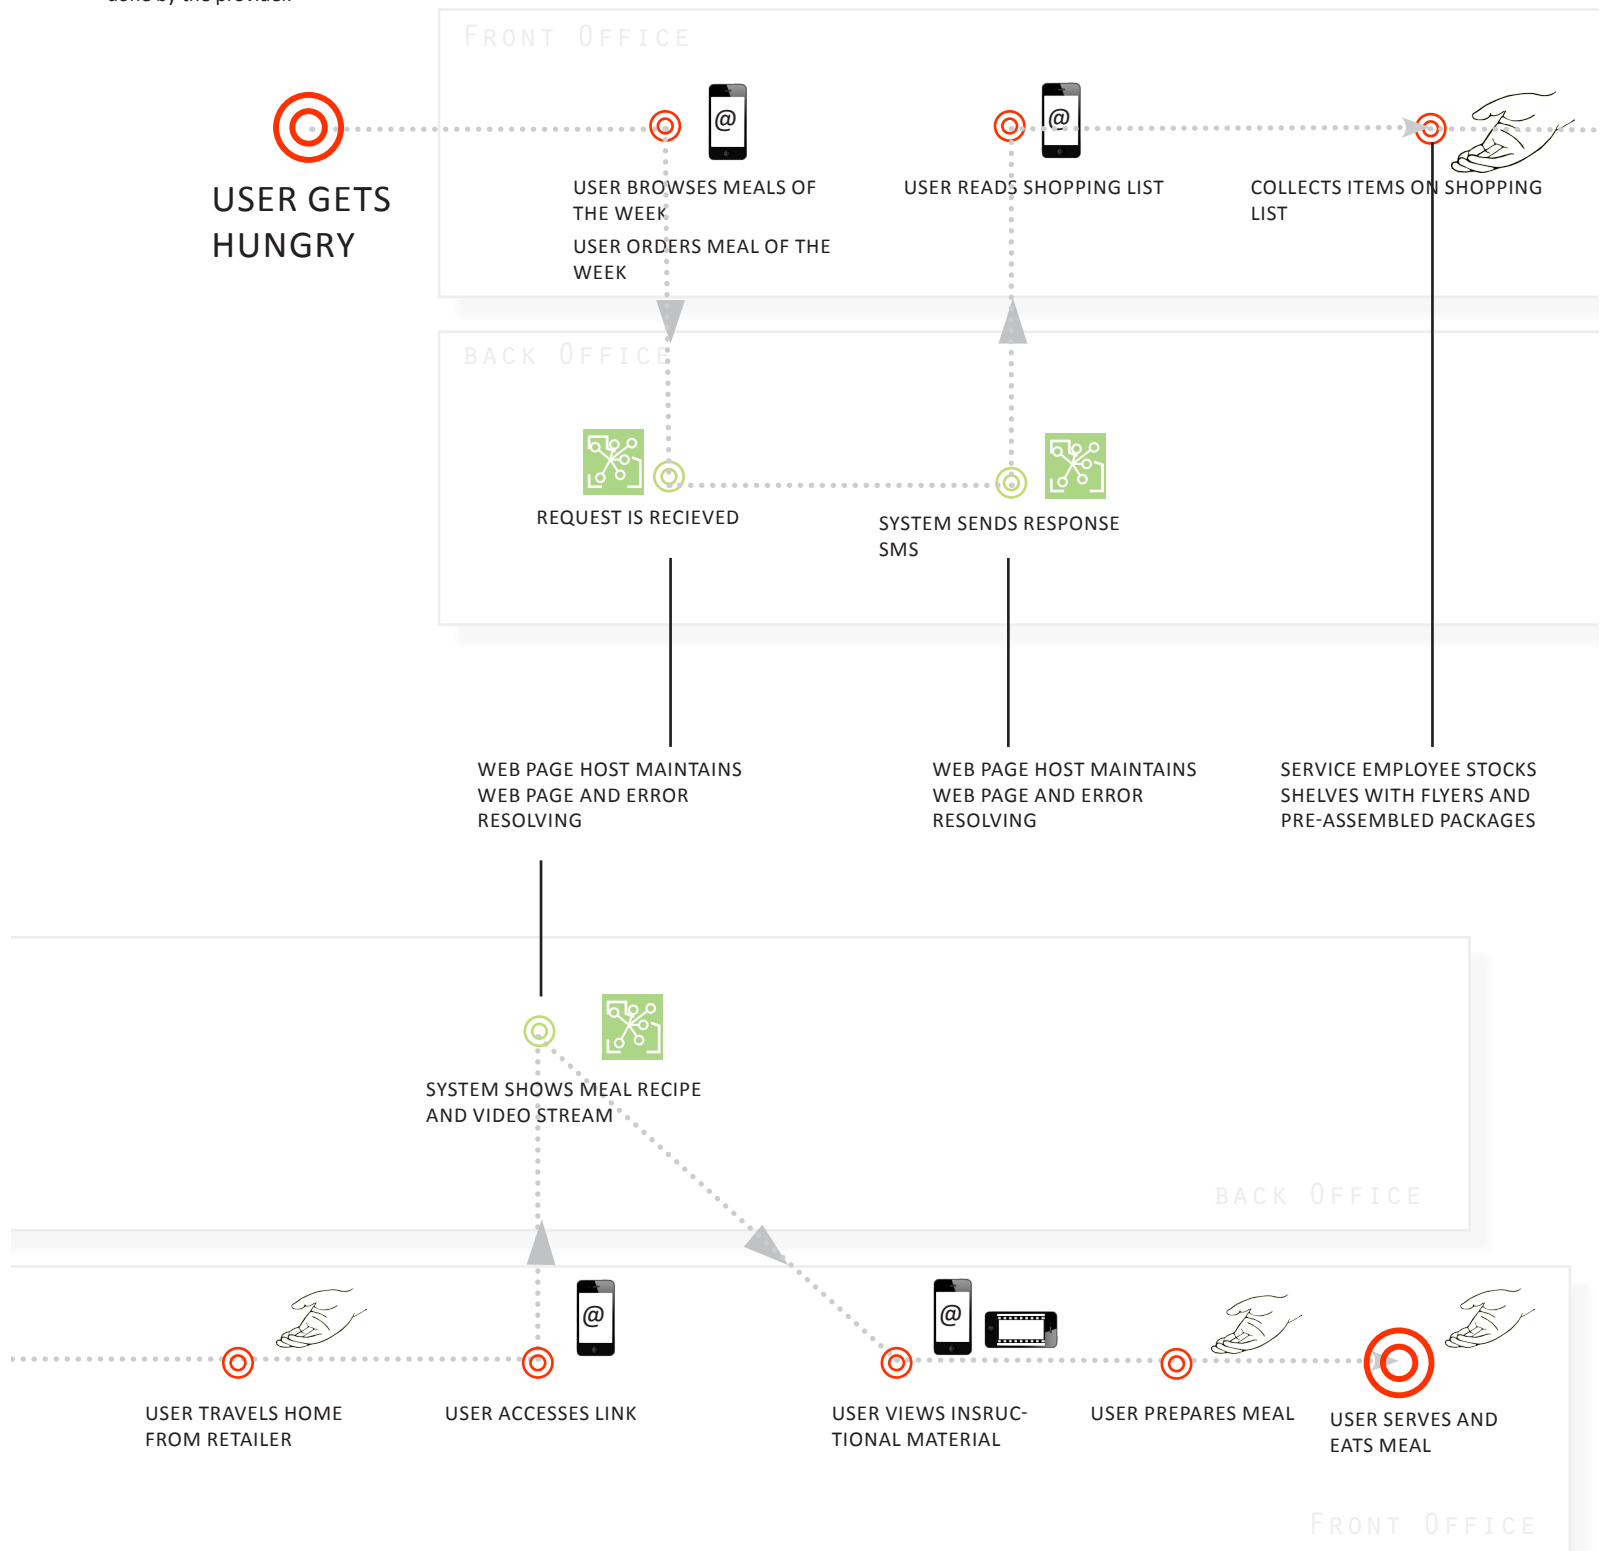 FRONT OFFICE
@
@
USER GETS
HUNGRY
USER BROWSES MEALS OF
THE WEEK
USER ORDERS MEAL OF THE
WEEK
USER READS SHOPPING LIST
COLLECTS ITEMS ON SHOPPING
LIST
BACK OFFICE
REQUEST IS RECIEVED
SYSTEM SENDS RESPONSE
SMS
WEB PAGE HOST MAINTAINS
WEB PAGE AND ERROR
RESOLVING
WEB PAGE HOST MAINTAINS
WEB PAGE AND ERROR
RESOLVING
SERVICE EMPLOYEE STOCKS
SHELVES WITH FLYERS AND
PRE-ASSEMBLED PACKAGES
SYSTEM SHOWS MEAL RECIPE
AND VIDEO STREAM
BACK OFFICE
@
@
USER TRAVELS HOME
FROM RETAILER
USER ACCESSES LINK
USER VIEWS INSRUC-
TIONAL MATERIAL
USER PREPARES MEAL
USER SERVES AND
EATS MEAL
FRONT OFFICE